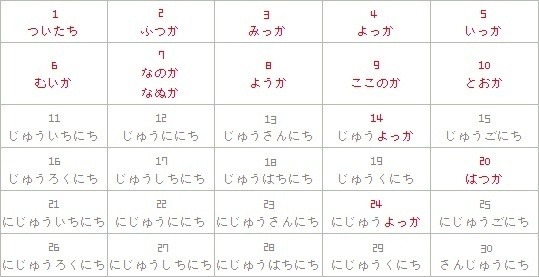 1
ついたち
2
ふつか
3
みっか
4
よっか
5
いっか
6
むいか
7
なのか
なぬか
8
ようか
9
ここのか
10
とおか
11
じゅういちにち
12
じゅうににち
13
じゅうさんにち
14
じゅうよっか
15
じゅうごにち
16
じゅうろくにち
17
じゅうしちにち
18
じゅうはちにち
19
じゅうくにち
20
はつか
21
にじゅういちにち
22
にじゅうににち
23
にじゅうさんにち
24
にじゅうよっか
25
にじゅうごにち
26
にじゅうろくにち
27
にじゅうしちにち
28
にじゅうはちにち
29
にじゅうくにち
30
さんじゅうにち